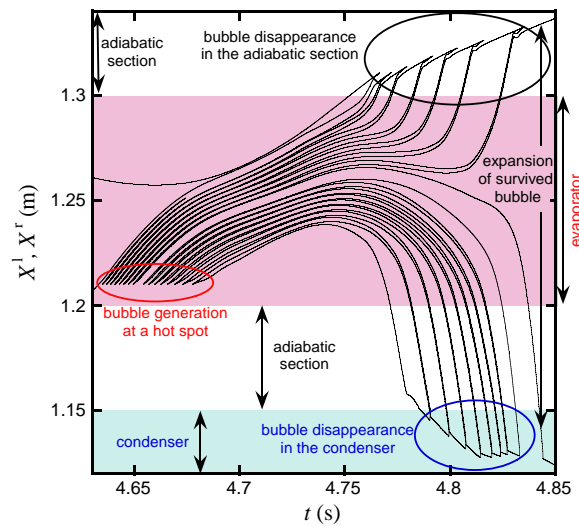 adiabatic
section
bubble disappearance
in the adiabatic section
1.3
expansion
of survived
bubble
evaporator
1.25
X^l, X^r (m)
1.2
bubble generation
at a hot spot
adiabatic
section
1.15
condenser
bubble disappearance
in the condenser
4.65 4.7 4.75 4.8 4.85
t (s)